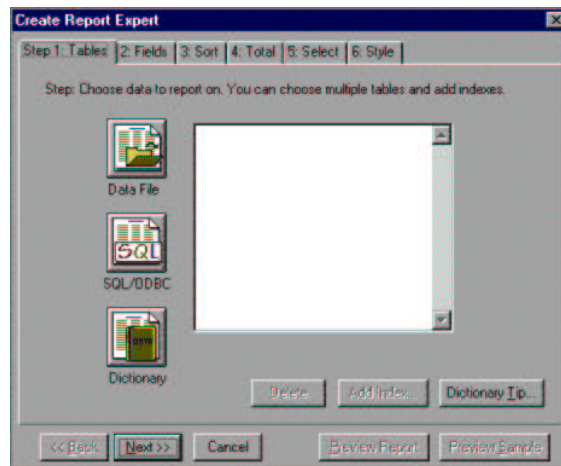 Create Report Expert
Step 1: Tables 2: Fields 3: Sort 4: Total 5: Select 6: Style
Step: Choose data to report on. You can choose multiple tables and add indexes.
Data File
SQL
SQL/ODBC
Dictionary
Delete Add Index... Dictionary Tip...
<< Back Next >> Cancel Preview Report Preview Sample